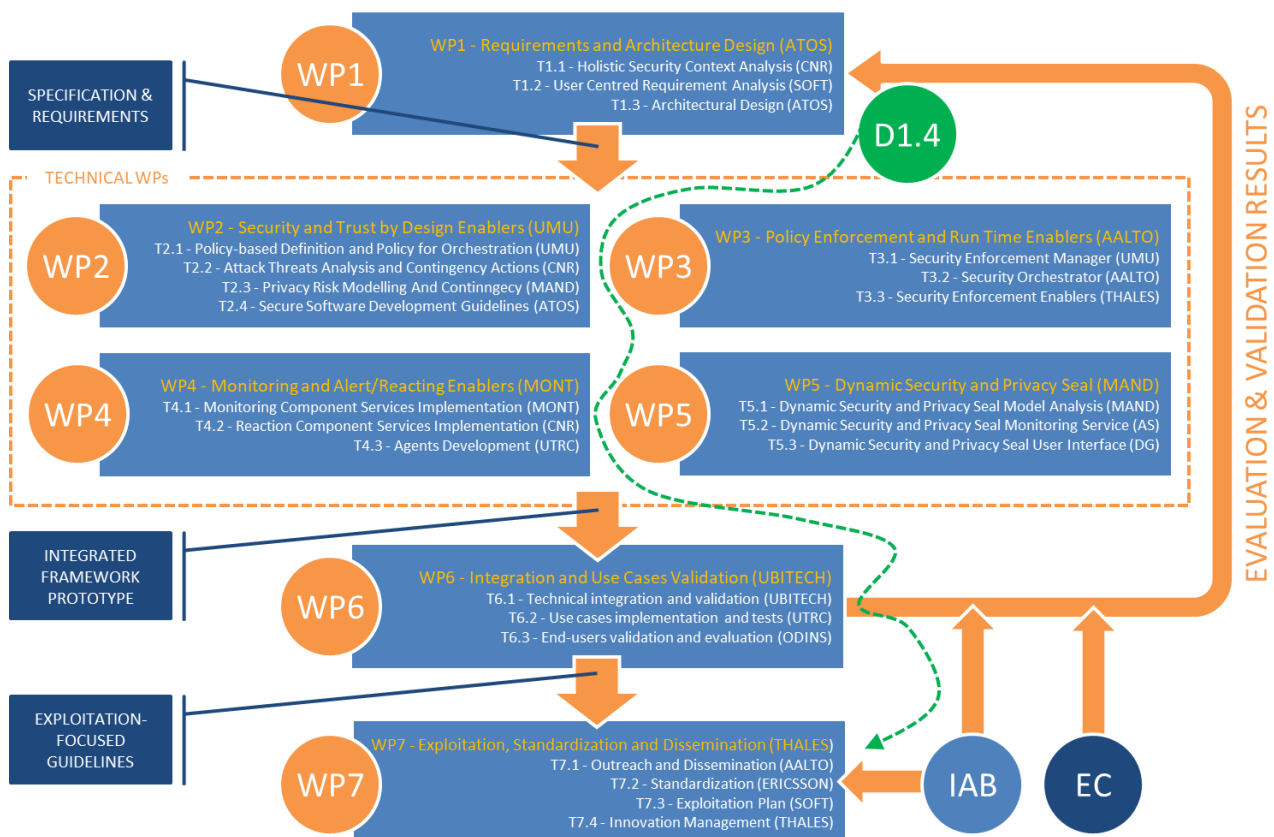 WP1 - Requirements and Architecture Design (ATOS)
T1.1 - Holistic Security Context Analysis (CNR)
T1.2 - User Centred Requirement Analysis (SOFT)
T1.3 - Architectural Design (ATOS)
WP1
SPECIFICATION &
REQUIREMENTS
D1.4
EVALUATION & VALIDATION RESULTS
TECHNICAL WPs
WP2
WP2 - Security and Trust by Design Enablers (UMU)
T2.1 - Policy-based Definition and Policy for Orchestration (UMU)
T2.2 - Attack Threats Analysis and Contingency Actions (CNR)
T2.3 - Privacy Risk Modelling And Continngecy (MAND)
T2.4 - Secure Software Development Guidelines (ATOS)
WP3
WP3 - Policy Enforcement and Run Time Enablers (AALTO)
T3.1 - Security Enforcement Manager (UMU)
T3.2 - Security Orchestrator (AALTO)
T3.3 - Security Enforcement Enablers (THALES)
WP4
WP4 - Monitoring and Alert/Reacting Enablers (MONT)
T4.1 - Monitoring Component Services Implementation (MONT)
T4.2 - Reaction Component Services Implementation (CNR)
T4.3 - Agents Development (UTRC)
WP5
WP5 - Dynamic Security and Privacy Seal (MAND)
T5.1 - Dynamic Security and Privacy Seal Model Analysis (MAND)
T5.2 - Dynamic Security and Privacy Seal Monitoring Service (AS)
T5.3 - Dynamic Security and Privacy Seal User Interface (DG)
INTEGRATED
FRAMEWORK
PROTOTYPE
WP6
WP6 - Integration and Use Cases Validation (UBITECH)
T6.1 - Technical integration and validation (UBITECH)
T6.2 - Use cases implementation and tests (UTRC)
T6.3 - End-users validation and evaluation (ODINS)
EXPLOITATION-
FOCUSED
GUIDELINES
WP7
WP7 - Exploitation, Standardization and Dissemination (THALES)
T7.1 - Outreach and Dissemination (AALTO)
T7.2 - Standardization (ERICSSON)
T7.3 - Exploitation Plan (SOFT)
T7.4 - Innovation Management (THALES)
IAB
EC